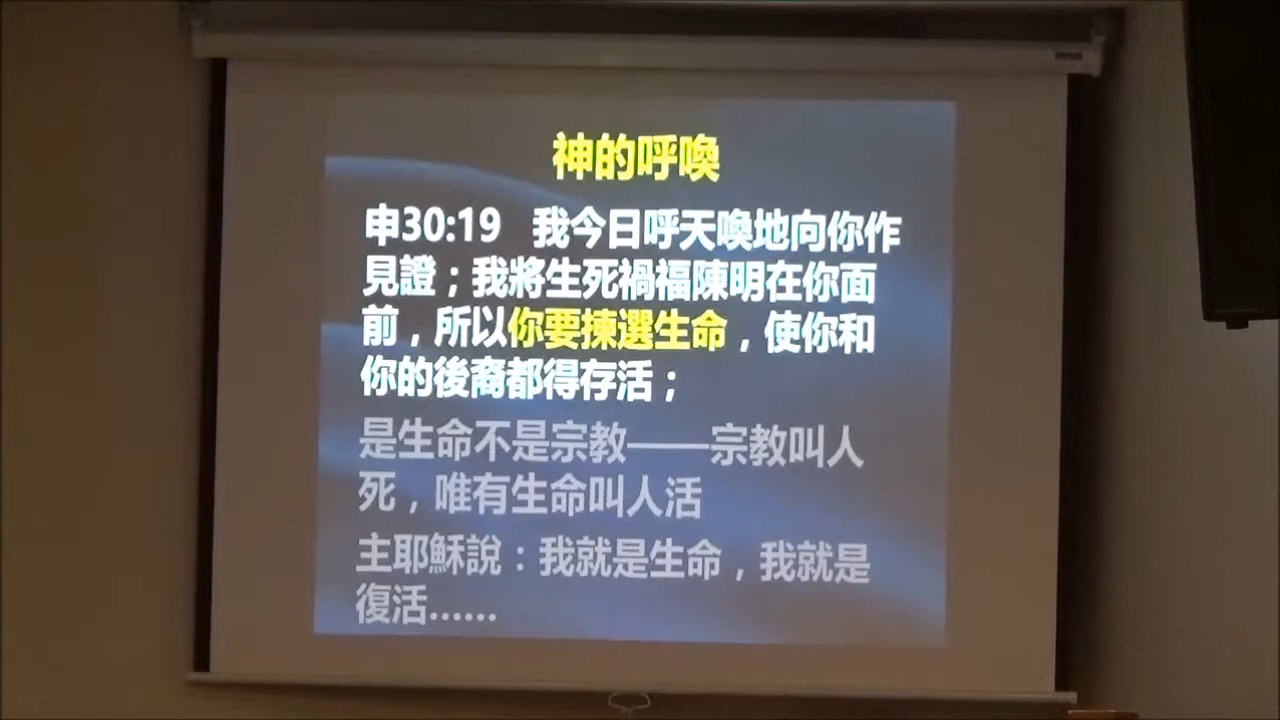 神的呼喚
申30:19 我今日呼天喚地向你作
見證；我將生死禍福陳明在你面
前，所以你要揀選生命，使你和
你的後裔都得存活；
是生命不是宗教——宗教叫人
死，唯有生命叫人活
主耶穌說：我就是生命，我就是
復活……